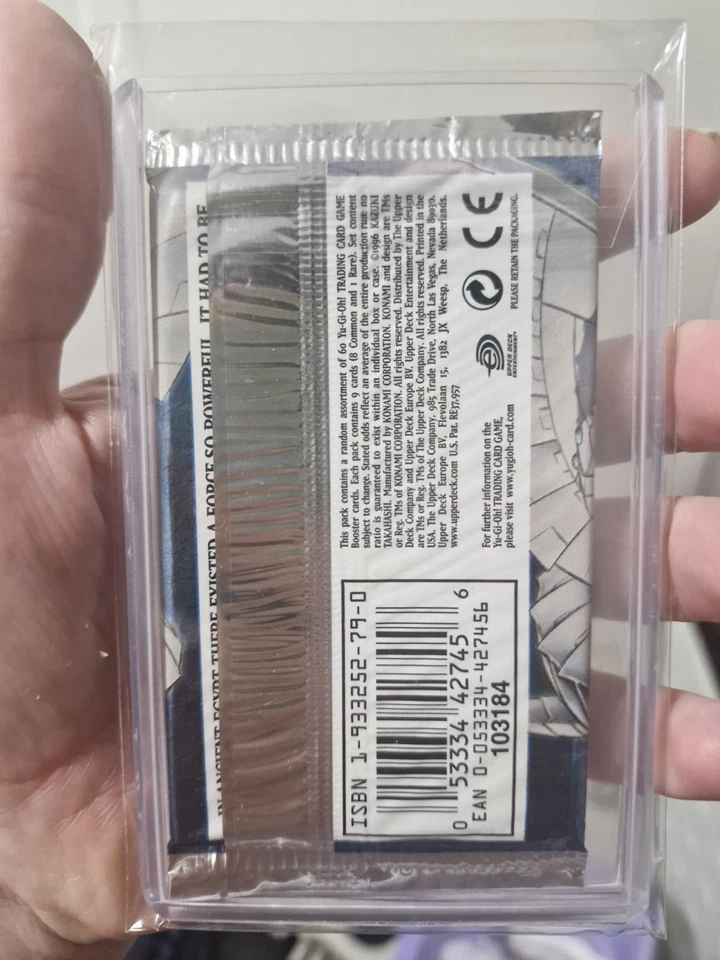 IN ANCIENT EGYPT THERE EXISTED A FORCE SO POWERFUL, IT HAD TO BE
This pack contains a random assortment of 60 Yu-Gi-Oh! TRADING CARD GAME
Booster cards. Each pack contains 9 cards (8 Common and 1 Rare). Set content
subject to change. Stated odds reflect an average of the entire production run; no
ratio is guaranteed to exist within an individual box or case. ©1996 KAZUKI
TAKAHASHI. Manufactured by KONAMI CORPORATION. KONAMI and design are TMs
or Reg. TMs of KONAMI CORPORATION. All rights reserved. Distributed by The Upper
Deck Company and Upper Deck Europe BV. Upper Deck Entertainment and design
are TMs or Reg. TMs of The Upper Deck Company. All rights reserved. Printed in the
USA. The Upper Deck Company, 985 Trade Drive, North Las Vegas, Nevada 89030.
Upper Deck Europe BV, Flevolaan 15, 1382 JX Weesp, The Netherlands.
www.upperdeck.com U.S. Pat. RE37,957
For further information on the
Yu-Gi-Oh! TRADING CARD GAME,
please visit www.yugioh-card.com
UPPER DECK
ENTERTAINMENT
CE
PLEASE RETAIN THE PACKAGING.
ISBN 1-933252-79-0
0 53334 42745 6
EAN 0-053334-427456
103184